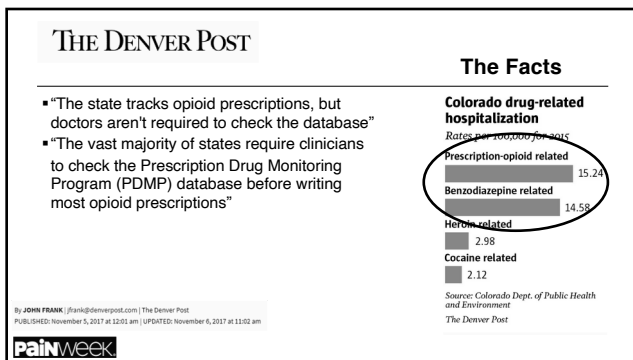 THE DENVER POST
The Facts
▪“The state tracks opioid prescriptions, but
doctors aren't required to check the database”
▪“The vast majority of states require clinicians
to check the Prescription Drug Monitoring
Program (PDMP) database before writing
most opioid prescriptions”
Colorado drug-related
hospitalization
Rates per 100,000 for 2015
Prescription-opioid related
15.24
Benzodiazepine related
14.58
Heroin related
2.98
Cocaine related
2.12
Source: Colorado Dept. of Public Health
and Environment
The Denver Post
By JOHN FRANK | jfrank@denverpost.com | The Denver Post
PUBLISHED: November 5, 2017 at 12:01 am | UPDATED: November 6, 2017 at 11:02 am
PaiNWEEK.